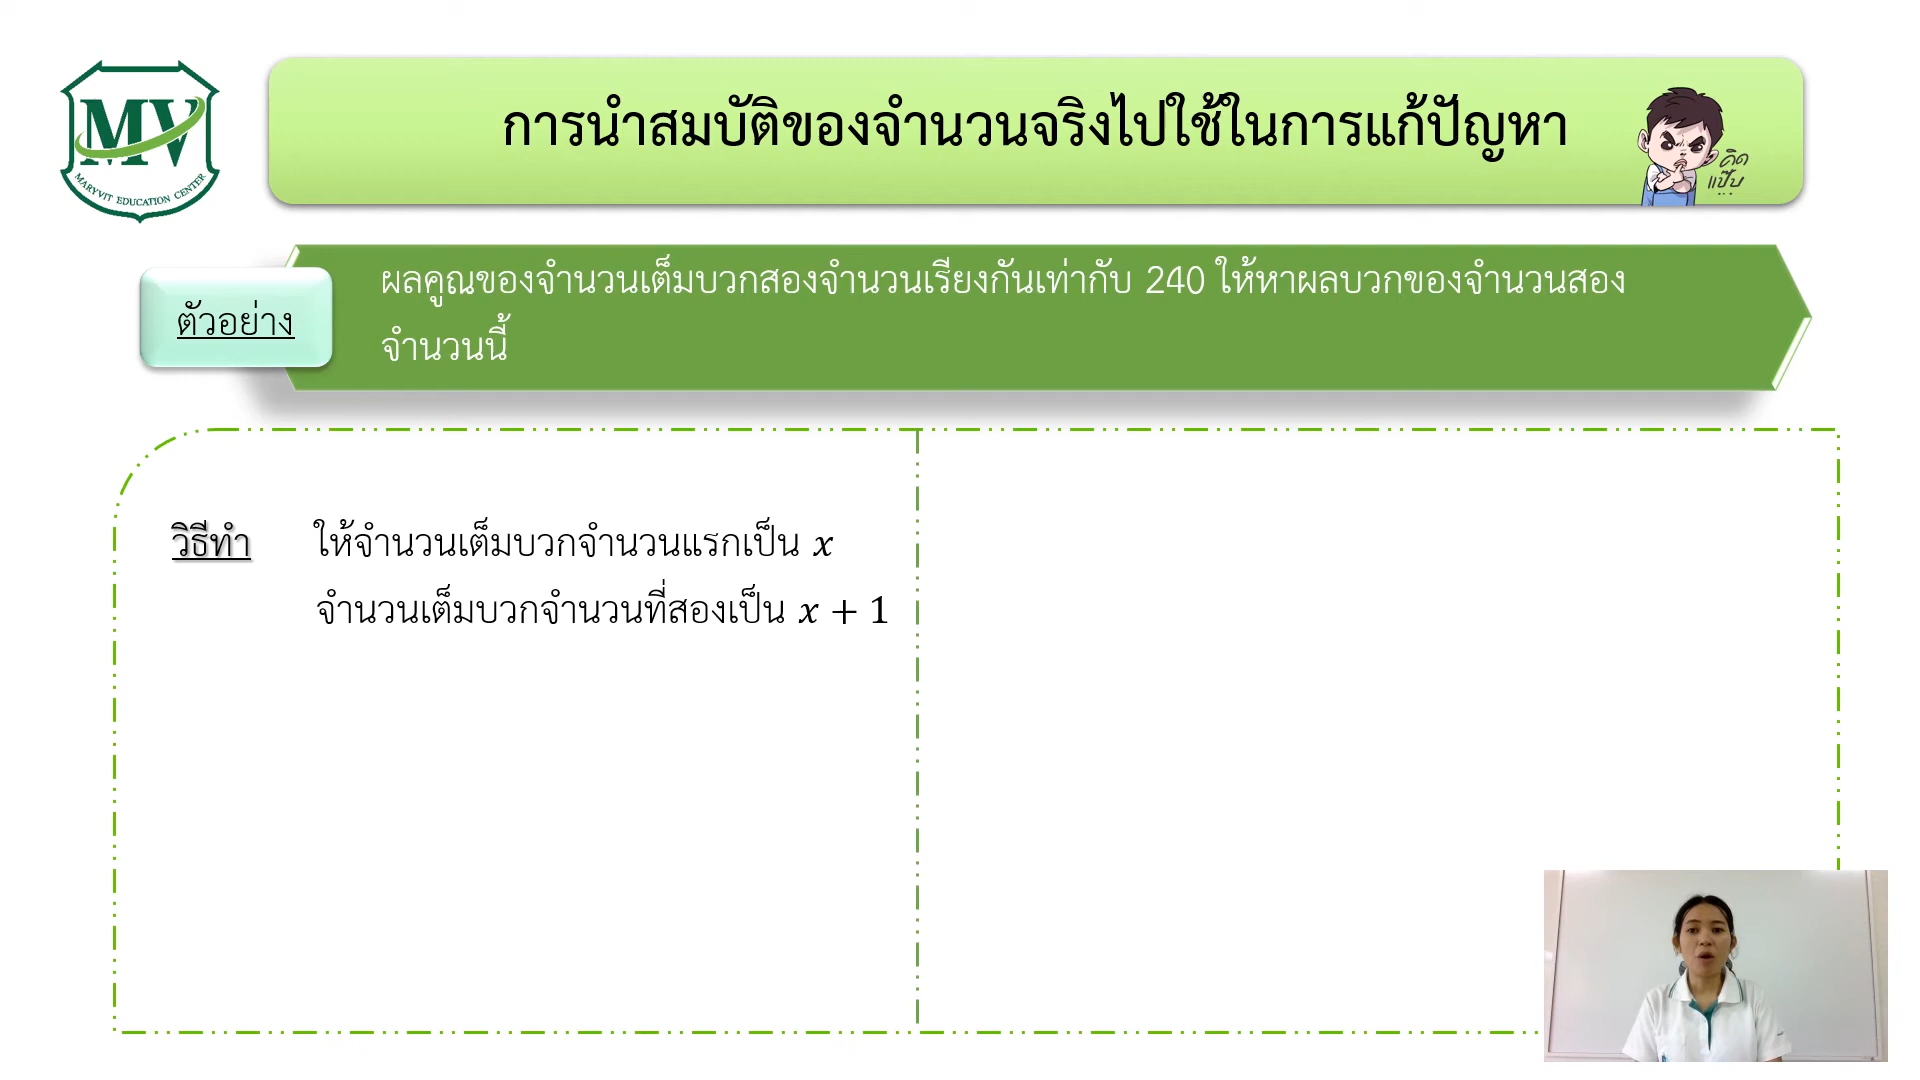 MV
MARYVIT EDUCATION CENTER
การนำสมบัติของจำนวนจริงไปใช้ในการแก้ปัญหา
คิด
แป๊บ
...
ตัวอย่าง
ผลคูณของจำนวนเต็มบวกสองจำนวนเรียงกันเท่ากับ 240 ให้หาผลบวกของจำนวนสอง
จำนวนนี้
วิธีทำ ให้จำนวนเต็มบวกจำนวนแรกเป็น x
จำนวนเต็มบวกจำนวนที่สองเป็น x + 1